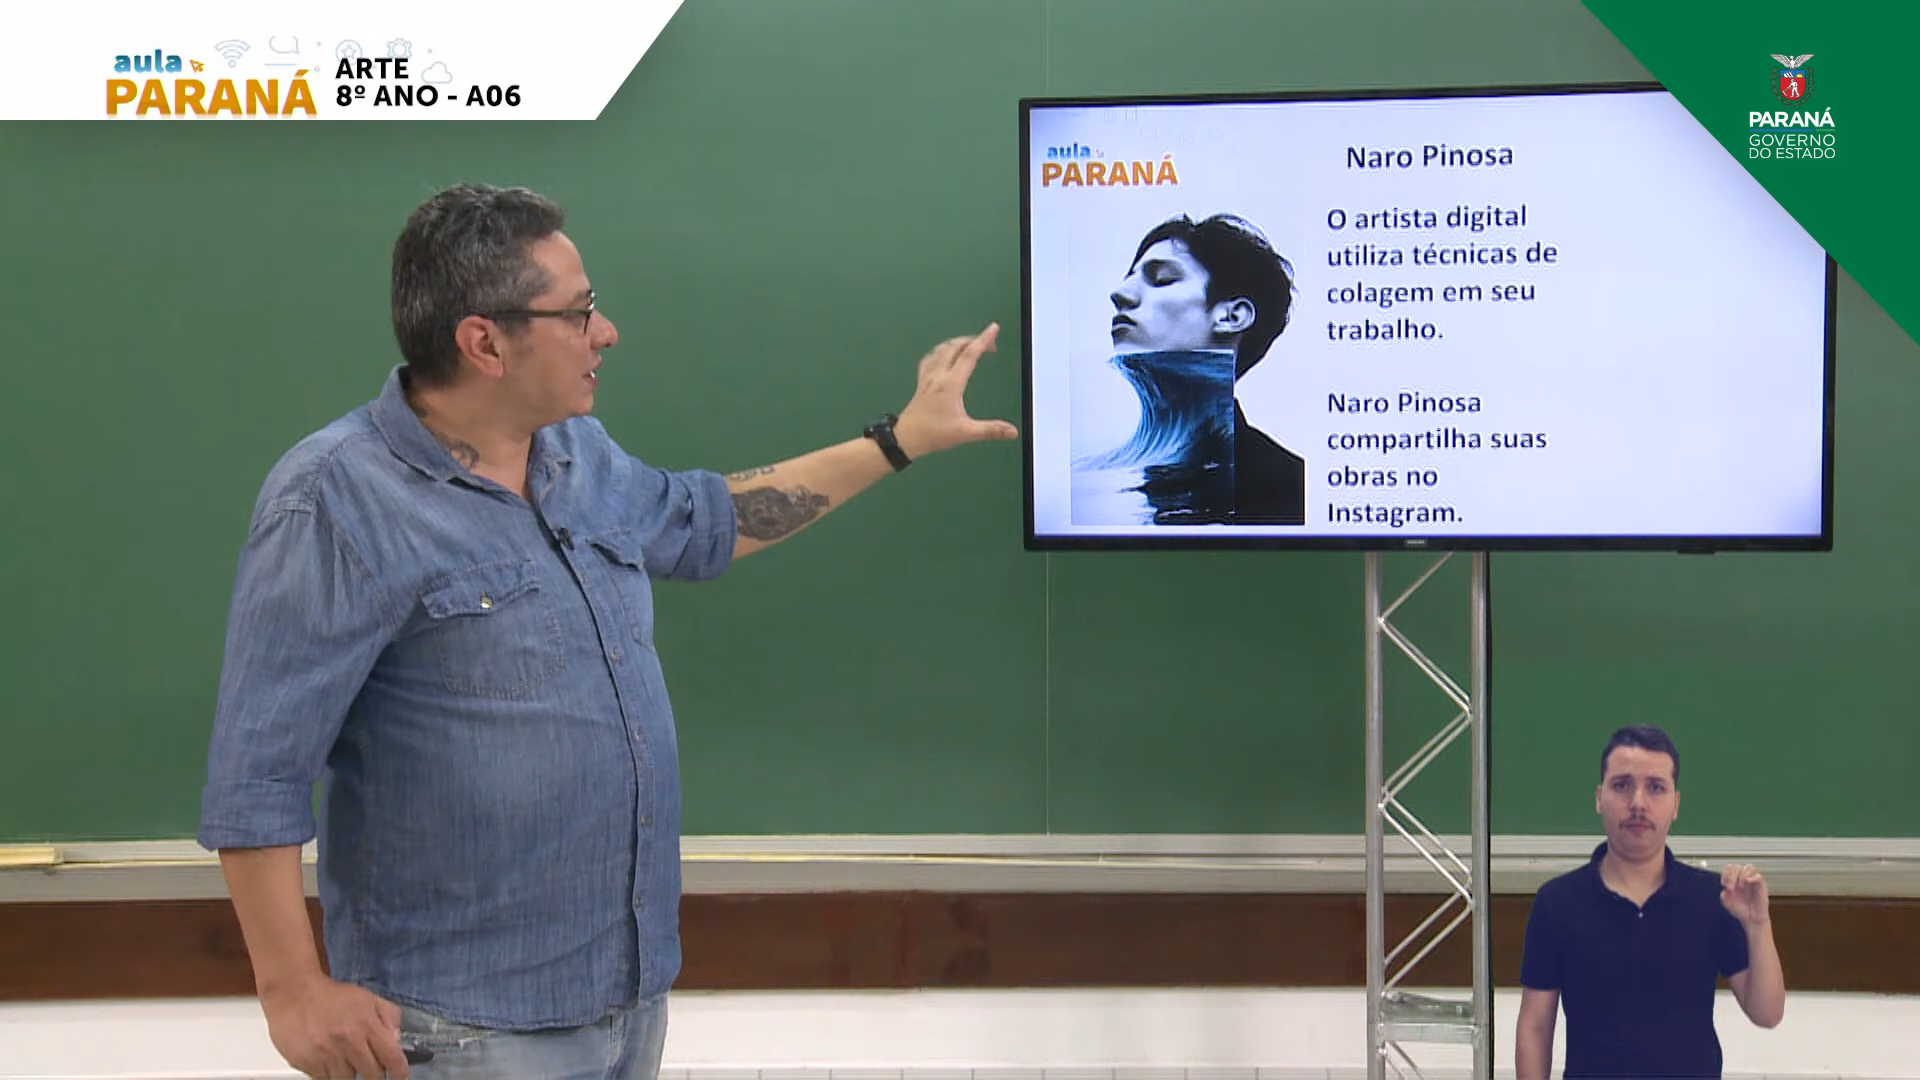 aula
PARANÁ
ARTE
8º ANO - A06
PARANÁ
GOVERNO
DO ESTADO
aula
PARANÁ
Naro Pinosa
O artista digital
utiliza técnicas de
colagem em seu
trabalho.
Naro Pinosa
compartilha suas
obras no
Instagram.